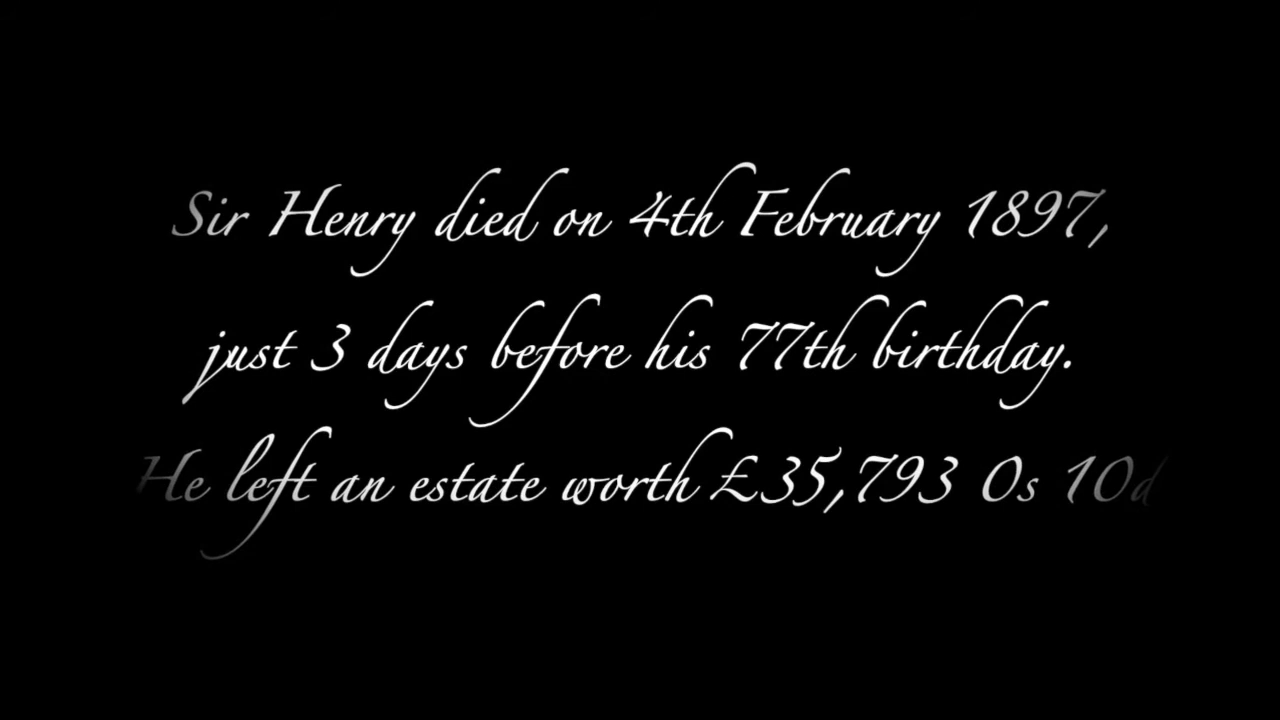 Sir Henry died on 4th February 1897,
just 3 days before his 77th birthday.
He left an estate worth £35,793 0s 10d